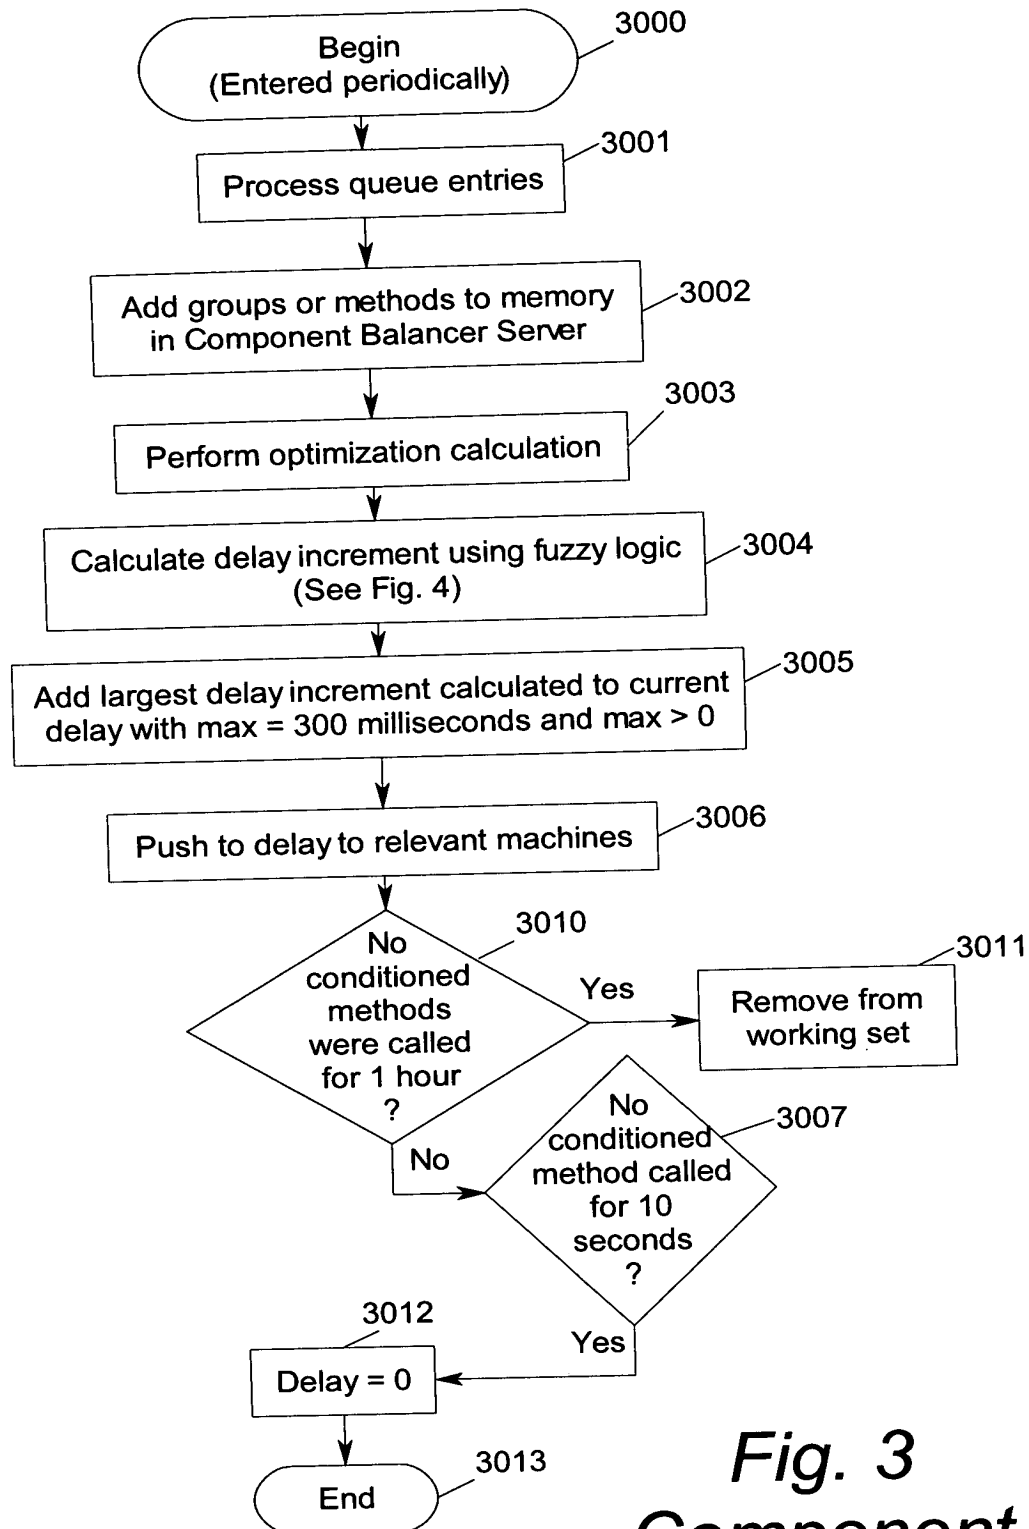 3000
Begin
(Entered periodically)
3001
Process queue entries
3002
Add groups or methods to memory
in Component Balancer Server
3003
Perform optimization calculation
3004
Calculate delay increment using fuzzy logic
(See Fig. 4)
3005
Add largest delay increment calculated to current
delay with max = 300 milliseconds and max > 0
3006
Push to delay to relevant machines
3010
No
conditioned
methods
were called
for 1 hour
?
Yes
3011
Remove from
working set
No
3007
No
conditioned
method called
for 10
seconds
?
Yes
3012
Delay = 0
3013
End
Fig. 3
Component